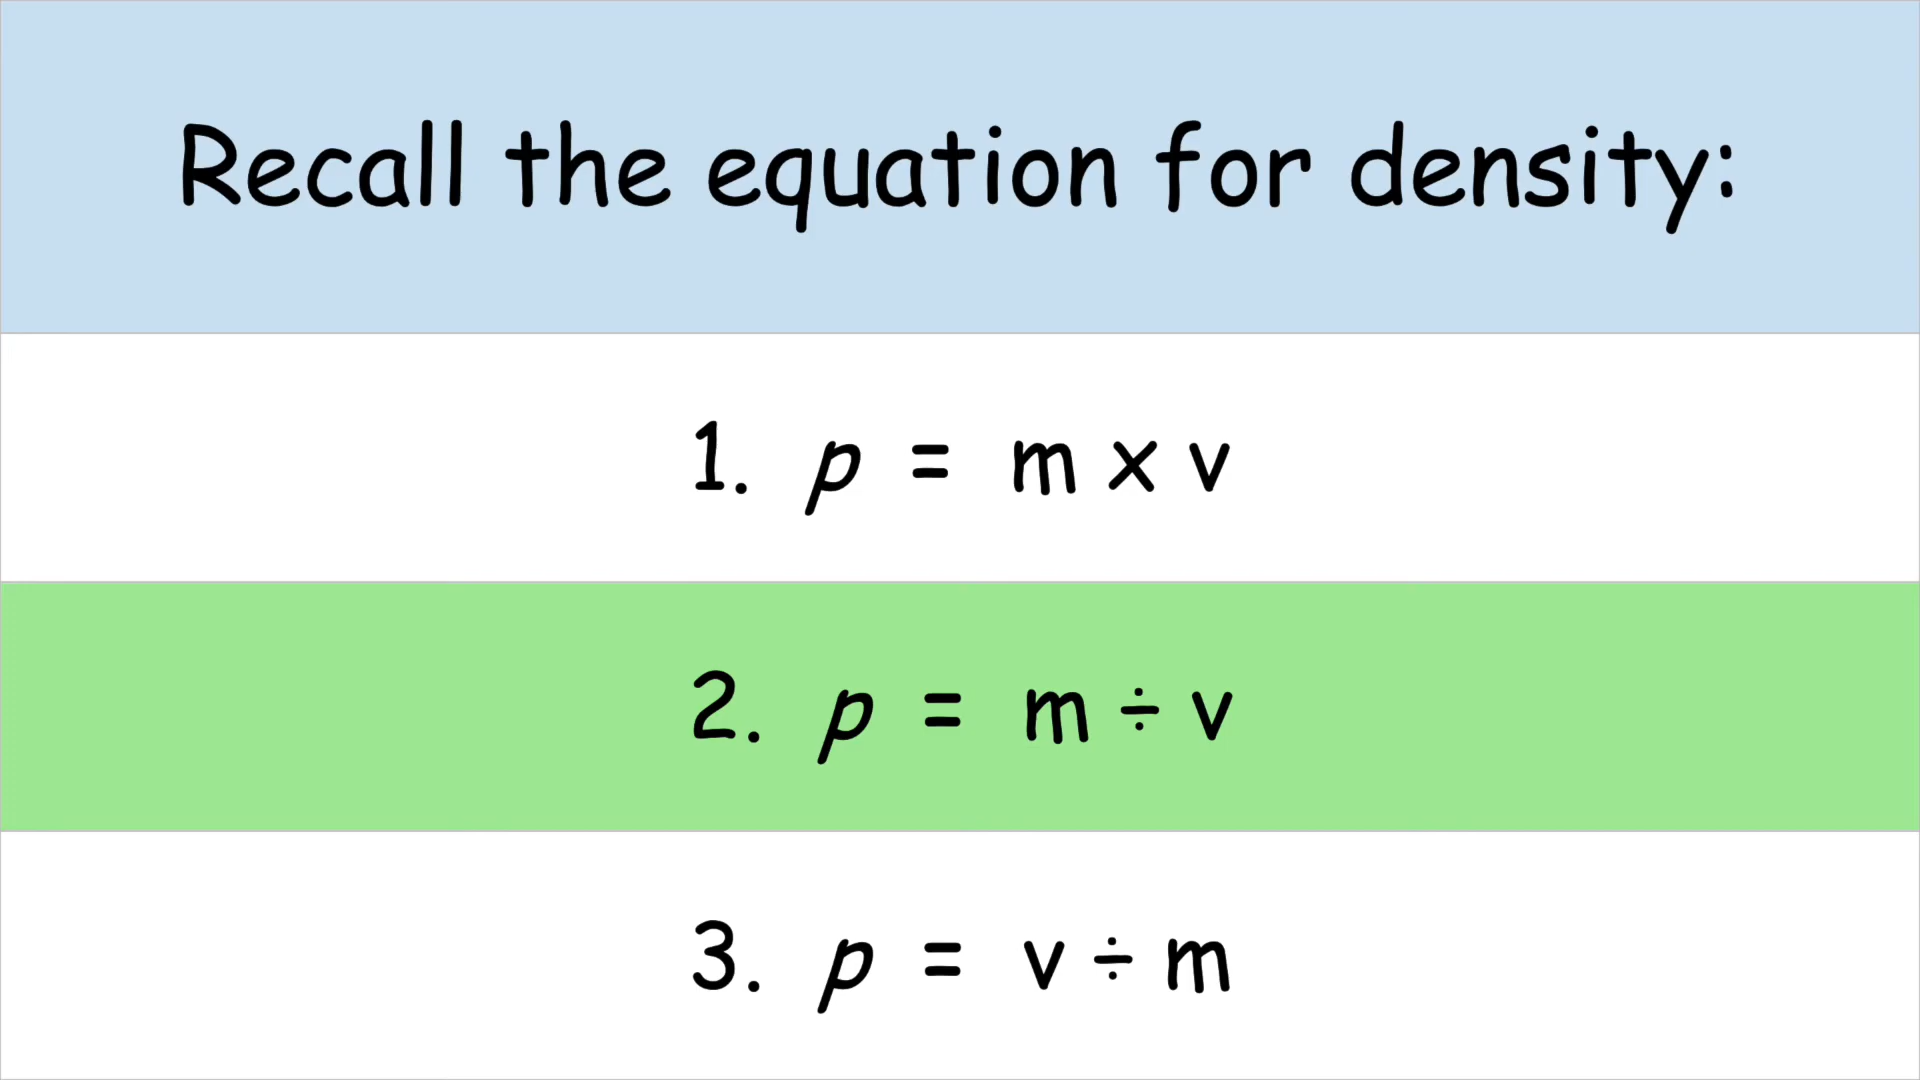 Recall the equation for density:
1. p = m x v
2. p = m ÷ v
3. p = v ÷ m